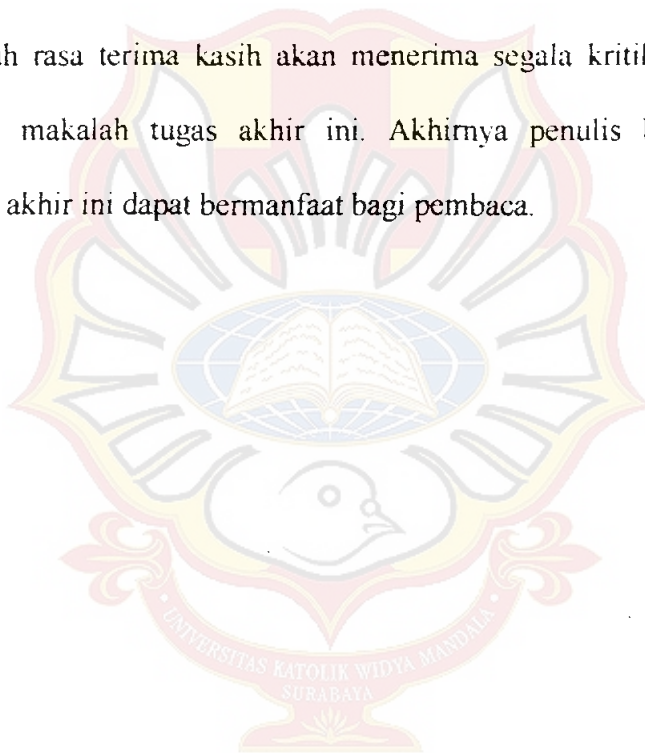 rasa terima kasih akan menerima segala
makalah tugas akhir ini. Akhirnya penulis
akhir ini dapat bermanfaat bagi pembaca.
UNIVERSITAS KATOLIK WIDYA MANDALA
SURABAYA